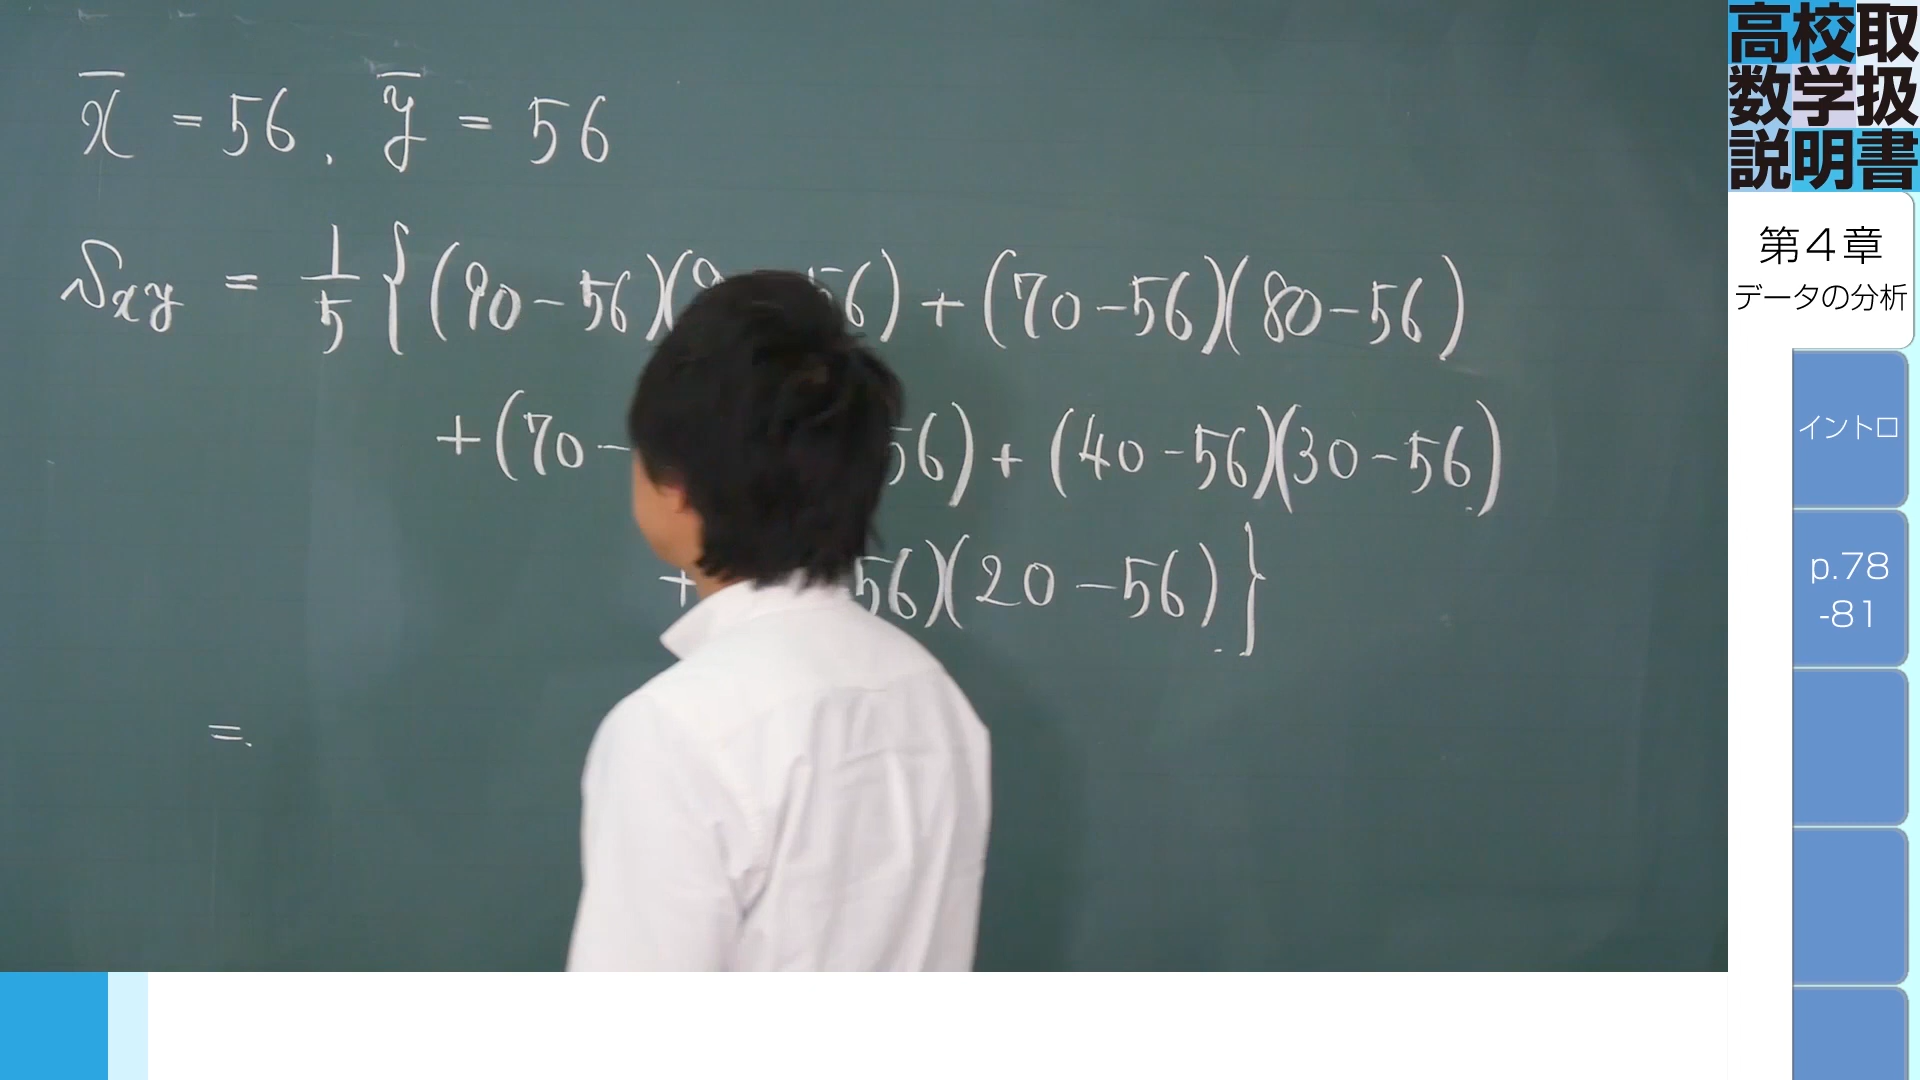 x̄ = 56, ȳ = 56
Sxy = 1/5 {(90-56)(9 56) + (70-56)(80-56)
+(70- 56) + (40-56)(30-56)
+ 56)(20-56)}
=
高校取
数学扱
説明書
第4章
データの分析
イントロ
p.78
-81